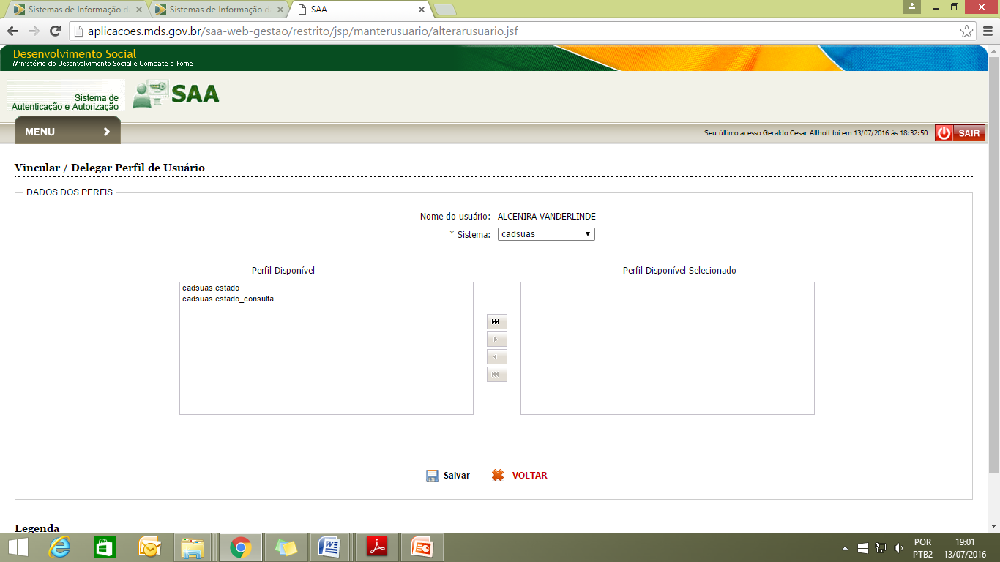 Sistemas de Informação d
Sistemas de Informação d
SAA
aplicacoes.mds.gov.br/saa-web-gestao/restrito/jsp/manterusuario/alterarusuario.jsf
Desenvolvimento Social
Ministério do Desenvolvimento Social e Combate à Fome
Sistema de
Autenticação e Autorização
SAA
MENU
Seu último acesso Geraldo Cesar Althoff foi em 13/07/2016 às 18:32:50
SAIR
Vincular / Delegar Perfil de Usuário
DADOS DOS PERFIS
Nome do usuário: ALCENIRA VANDERLINDE
* Sistema: cadsuas
Perfil Disponível
Perfil Disponível Selecionado
cadsuas.estado
cadsuas.estado_consulta
Salvar
VOLTAR
Legenda
POR
PTB2
19:01
13/07/2016